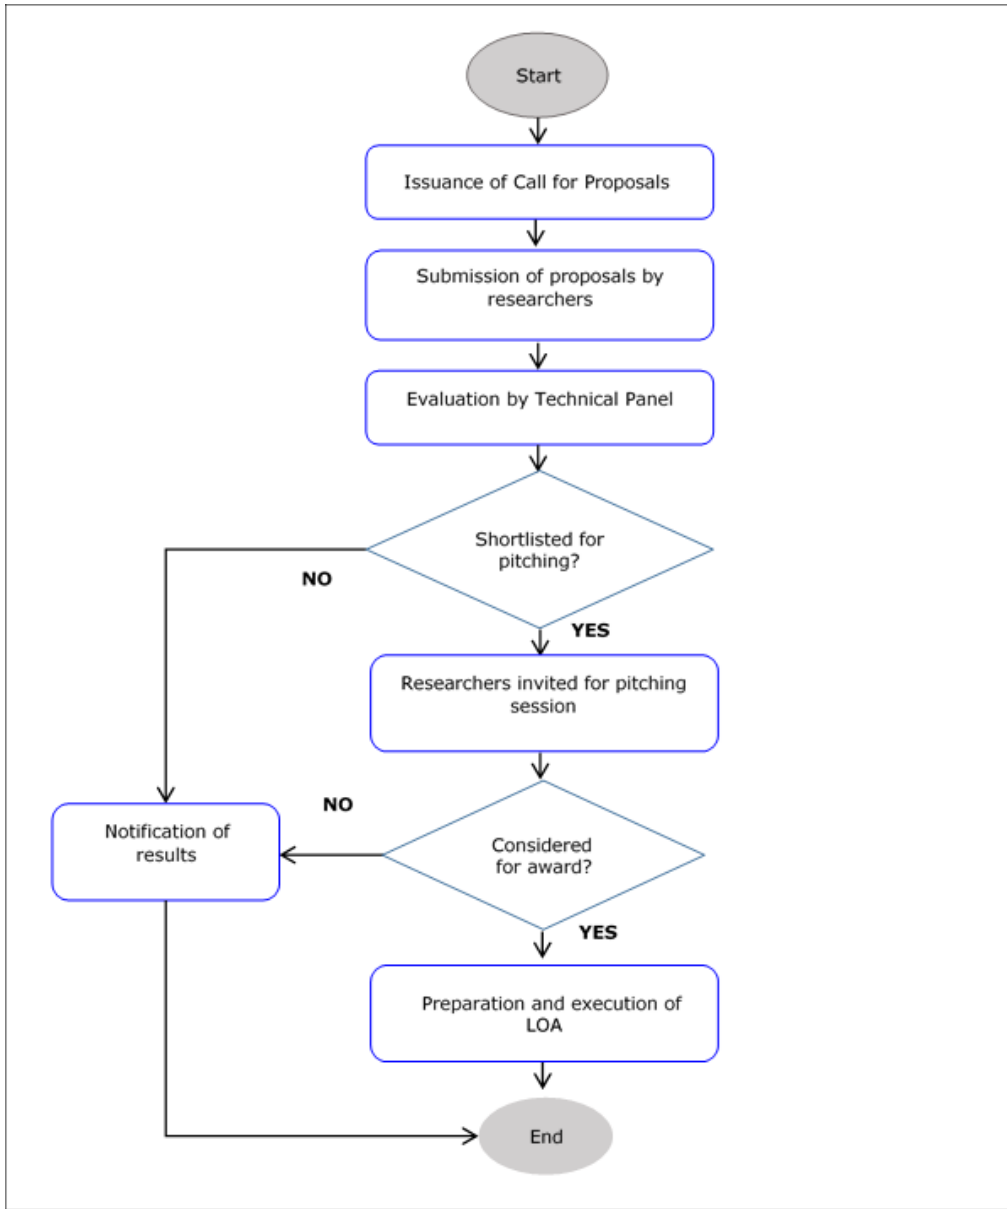 Start
Issuance of Call for Proposals
Submission of proposals by
researchers
Evaluation by Technical Panel
Shortlisted for
pitching?
NO
YES
Researchers invited for pitching
session
NO
Notification of
results
Considered
for award?
YES
Preparation and execution of
LOA
End